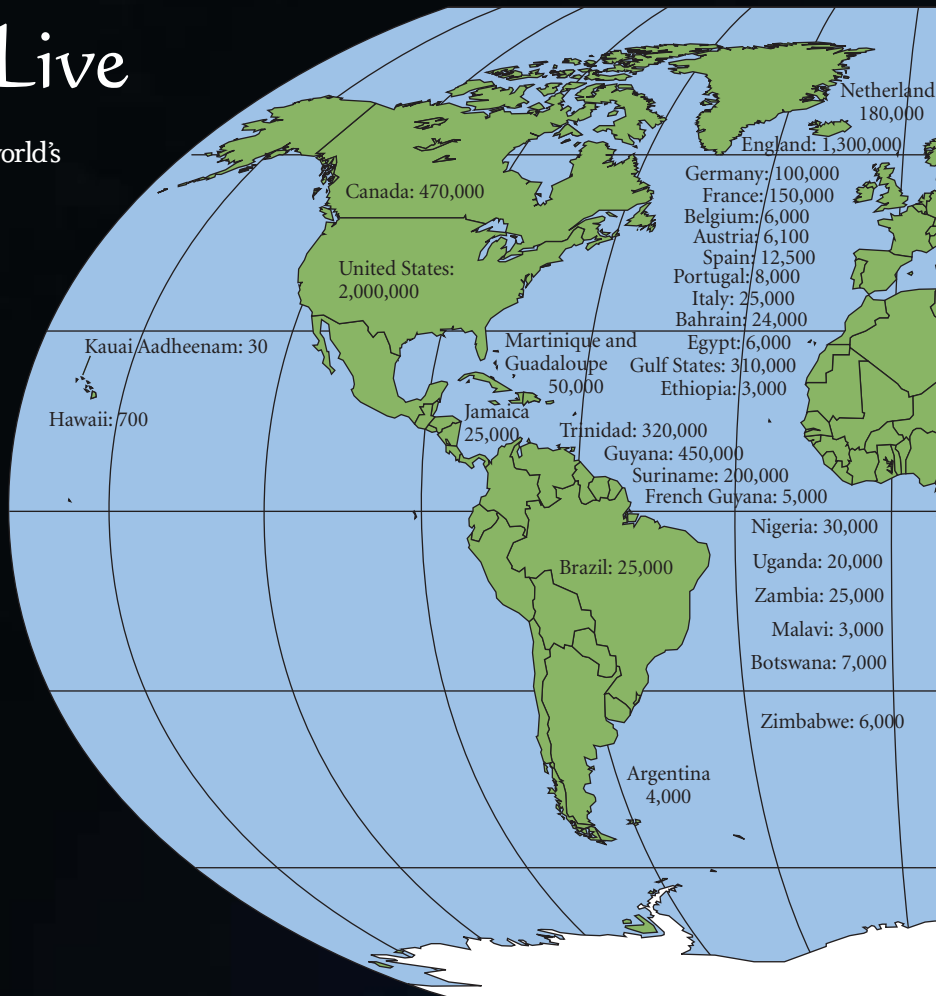 Live
world's
Netherland
180,000
England: 1,300,000
Germany: 100,000
France: 150,000
Belgium: 6,000
Austria: 6,100
Spain: 12,500
Portugal: 8,000
Italy: 25,000
Bahrain: 24,000
Egypt: 6,000
Gulf States: 310,000
Ethiopia: 3,000
Canada: 470,000
United States:
2,000,000
Kauai Aadheenam: 30
Hawaii: 700
Martinique and
Guadaloupe
50,000
Jamaica
25,000
Trinidad: 320,000
Guyana: 450,000
Suriname: 200,000
French Guyana: 5,000
Brazil: 25,000
Nigeria: 30,000
Uganda: 20,000
Zambia: 25,000
Malavi: 3,000
Botswana: 7,000
Zimbabwe: 6,000
Argentina
4,000